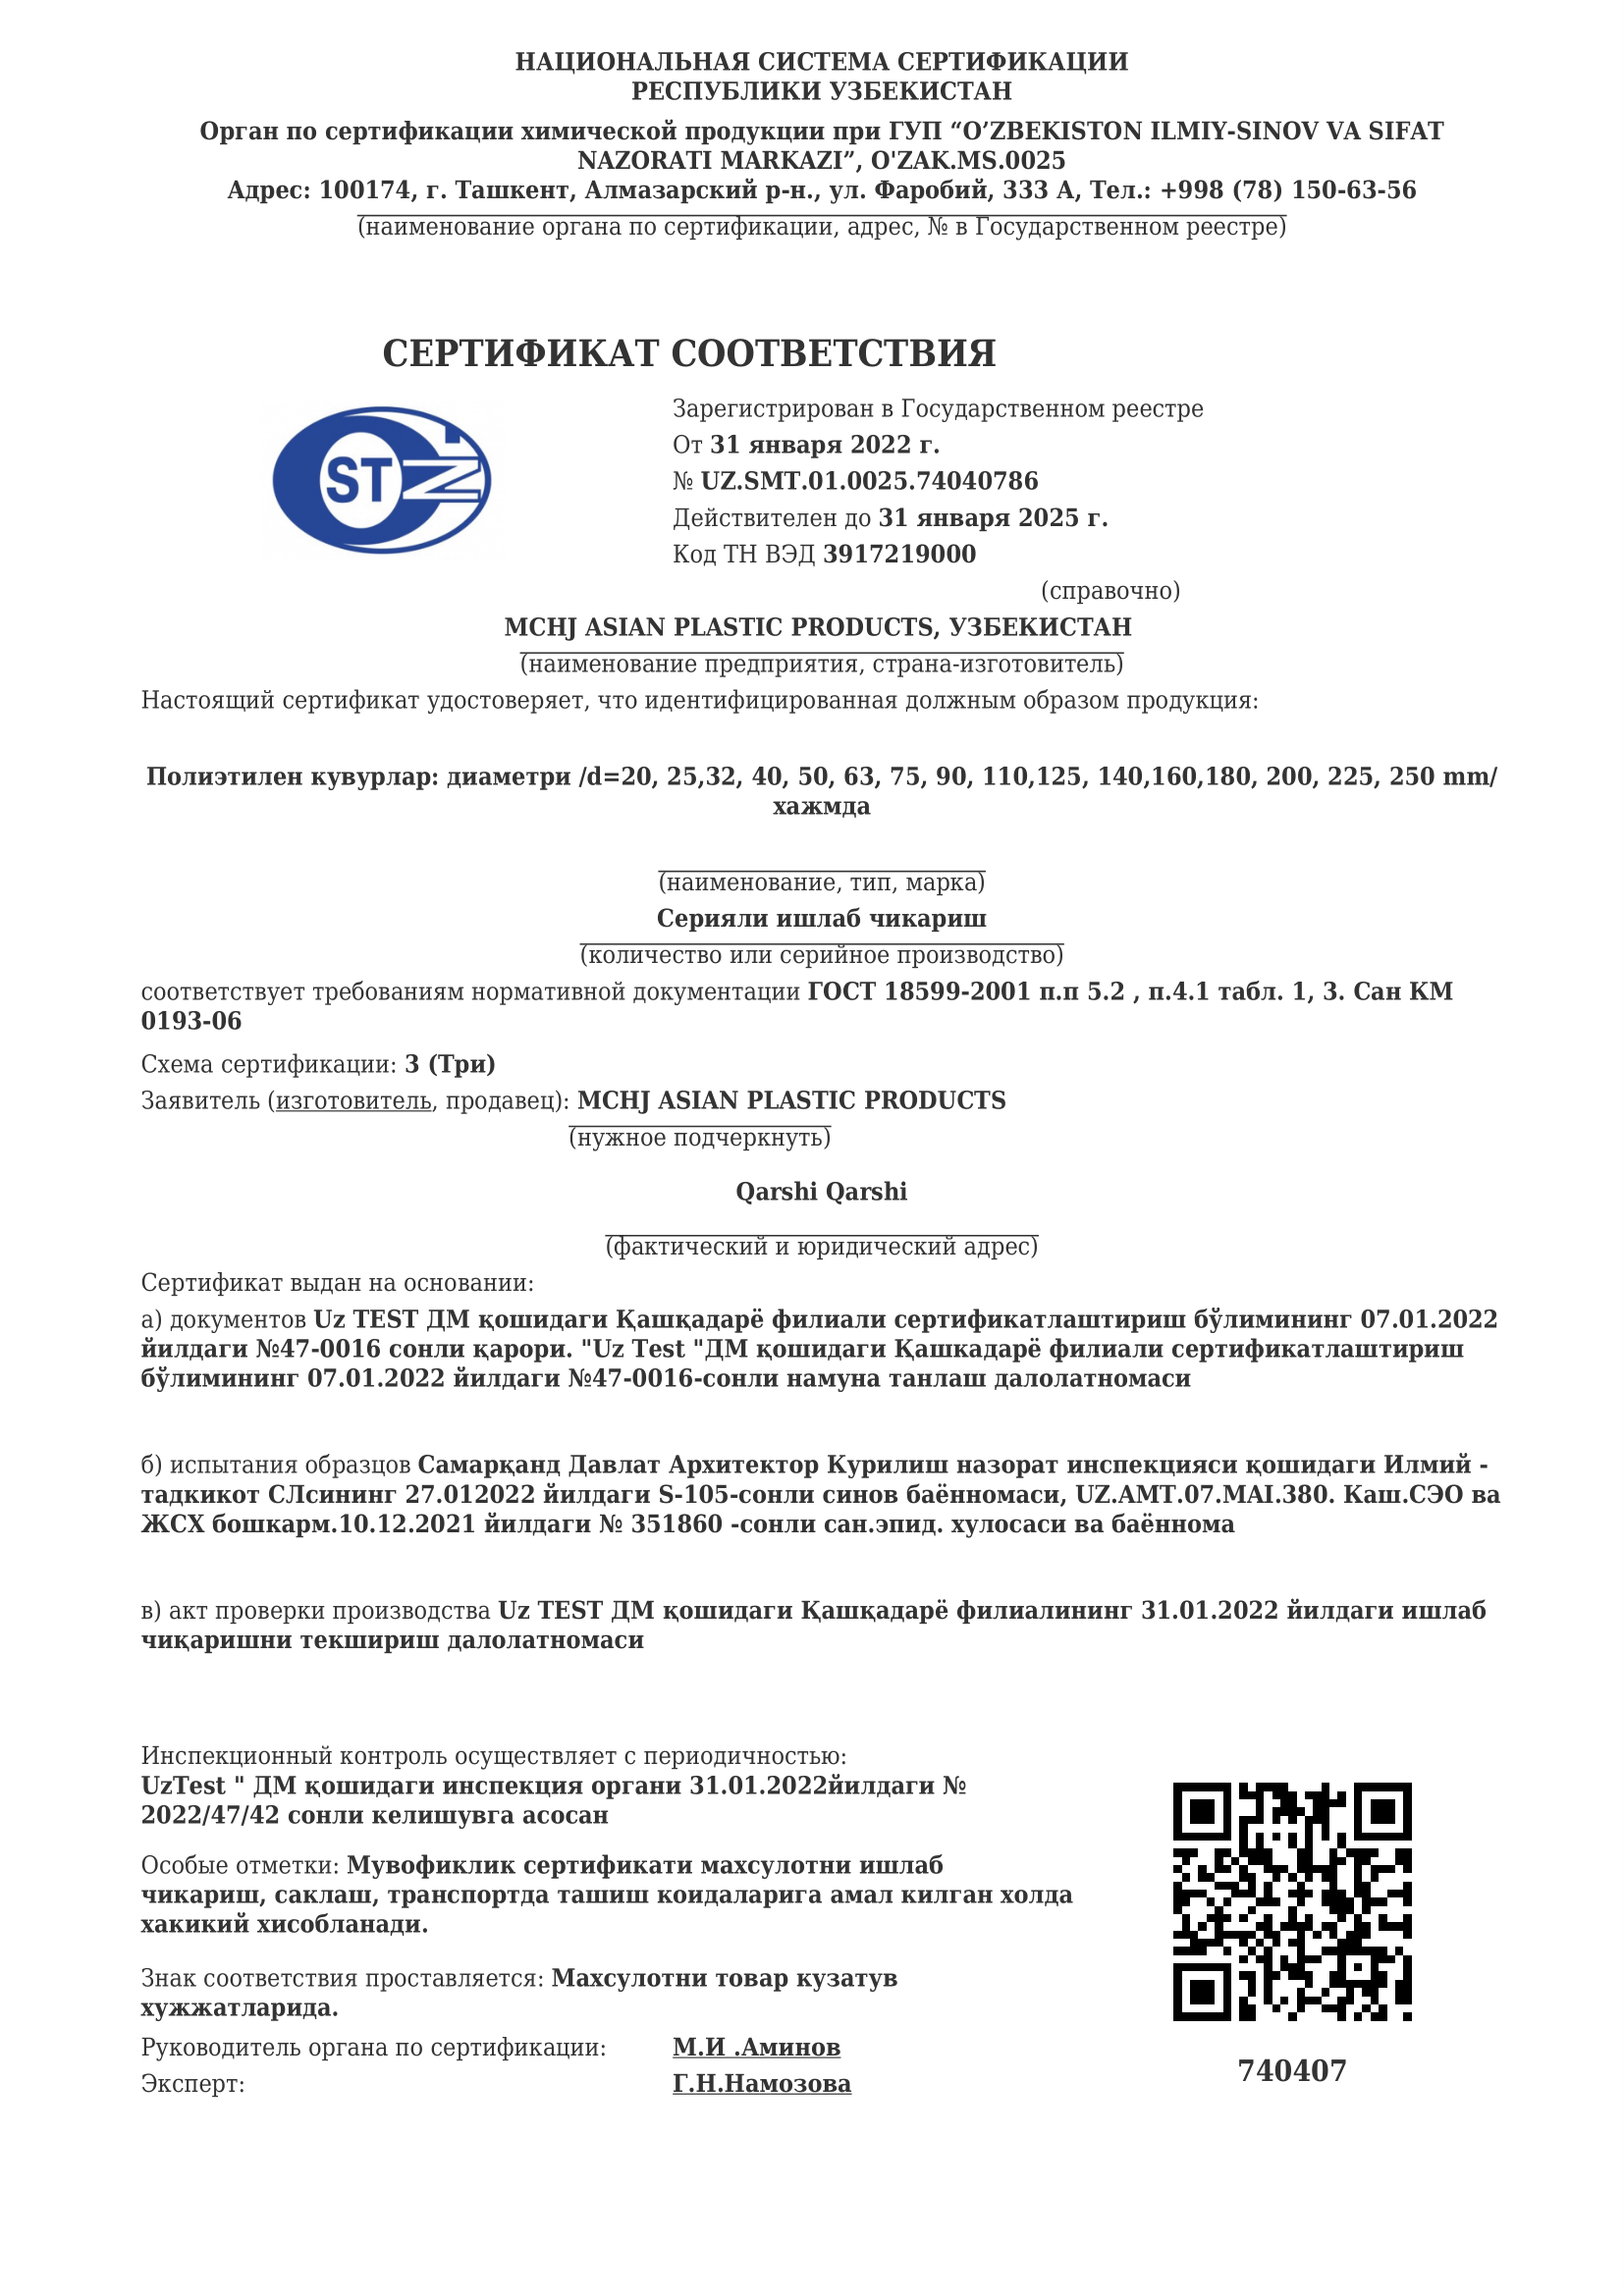 НАЦИОНАЛЬНАЯ СИСТЕМА СЕРТИФИКАЦИИ
РЕСПУБЛИКИ УЗБЕКИСТАН
Орган по сертификации химической продукции при ГУП “O’ZBEKISTON ILMIY-SINOV VA SIFAT
NAZORATI MARKAZI”, O'ZAK.MS.0025
Адрес: 100174, г. Ташкент, Алмазарский р-н., ул. Фаробий, 333 А, Тел.: +998 (78) 150-63-56
(наименование органа по сертификации, адрес, № в Государственном реестре)
СЕРТИФИКАТ СООТВЕТСТВИЯ
ST
Зарегистрирован в Государственном реестре
От 31 января 2022 г.
№ UZ.SMT.01.0025.74040786
Действителен до 31 января 2025 г.
Код ТН ВЭД 3917219000
(справочно)
MCHJ ASIAN PLASTIC PRODUCTS, УЗБЕКИСТАН
(наименование предприятия, страна-изготовитель)
Настоящий сертификат удостоверяет, что идентифицированная должным образом продукция:
Полиэтилен кувурлар: диаметри /d=20, 25,32, 40, 50, 63, 75, 90, 110,125, 140,160,180, 200, 225, 250 mm/
хажмда
(наименование, тип, марка)
Серияли ишлаб чикариш
(количество или серийное производство)
соответствует требованиям нормативной документации ГОСТ 18599-2001 п.п 5.2 , п.4.1 табл. 1, 3. Сан КМ
0193-06
Схема сертификации: 3 (Три)
Заявитель (изготовитель, продавец): MCHJ ASIAN PLASTIC PRODUCTS
(нужное подчеркнуть)
Qarshi Qarshi
(фактический и юридический адрес)
Сертификат выдан на основании:
а) документов Uz TEST ДМ қошидаги Қашқадарё филиали сертификатлаштириш бўлимининг 07.01.2022
йилдаги №47-0016 сонли қарори. "Uz Test "ДМ қошидаги Қашкадарё филиали сертификатлаштириш
бўлимининг 07.01.2022 йилдаги №47-0016-сонли намуна танлаш далолатномаси
б) испытания образцов Самарқанд Давлат Архитектор Курилиш назорат инспекцияси қошидаги Илмий -
тадкикот СЛсининг 27.012022 йилдаги S-105-сонли синов баённомаси, UZ.AMT.07.MAI.380. Каш.СЭО ва
ЖСХ бошкарм.10.12.2021 йилдаги № 351860 -сонли сан.эпид. хулосаси ва баённома
в) акт проверки производства Uz TEST ДМ қошидаги Қашқадарё филиалининг 31.01.2022 йилдаги ишлаб
чиқаришни текшириш далолатномаси
Инспекционный контроль осуществляет с периодичностью:
UzTest " ДМ қошидаги инспекция органи 31.01.2022йилдаги №
2022/47/42 сонли келишувга асосан
Особые отметки: Мувофиклик сертификати махсулотни ишлаб
чикариш, саклаш, транспортда ташиш коидаларига амал килган холда
хакикий хисобланади.
Знак соответствия проставляется: Махсулотни товар кузатув
хужжатларида.
Руководитель органа по сертификации: М.И .Аминов
Эксперт: Г.Н.Намозова
740407